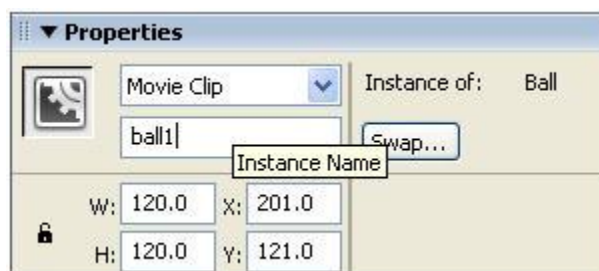 Properties
Movie Clip Instance of: Ball
ball1 Swap...
Instance Name
W: 120.0 X: 201.0
H: 120.0 Y: 121.0